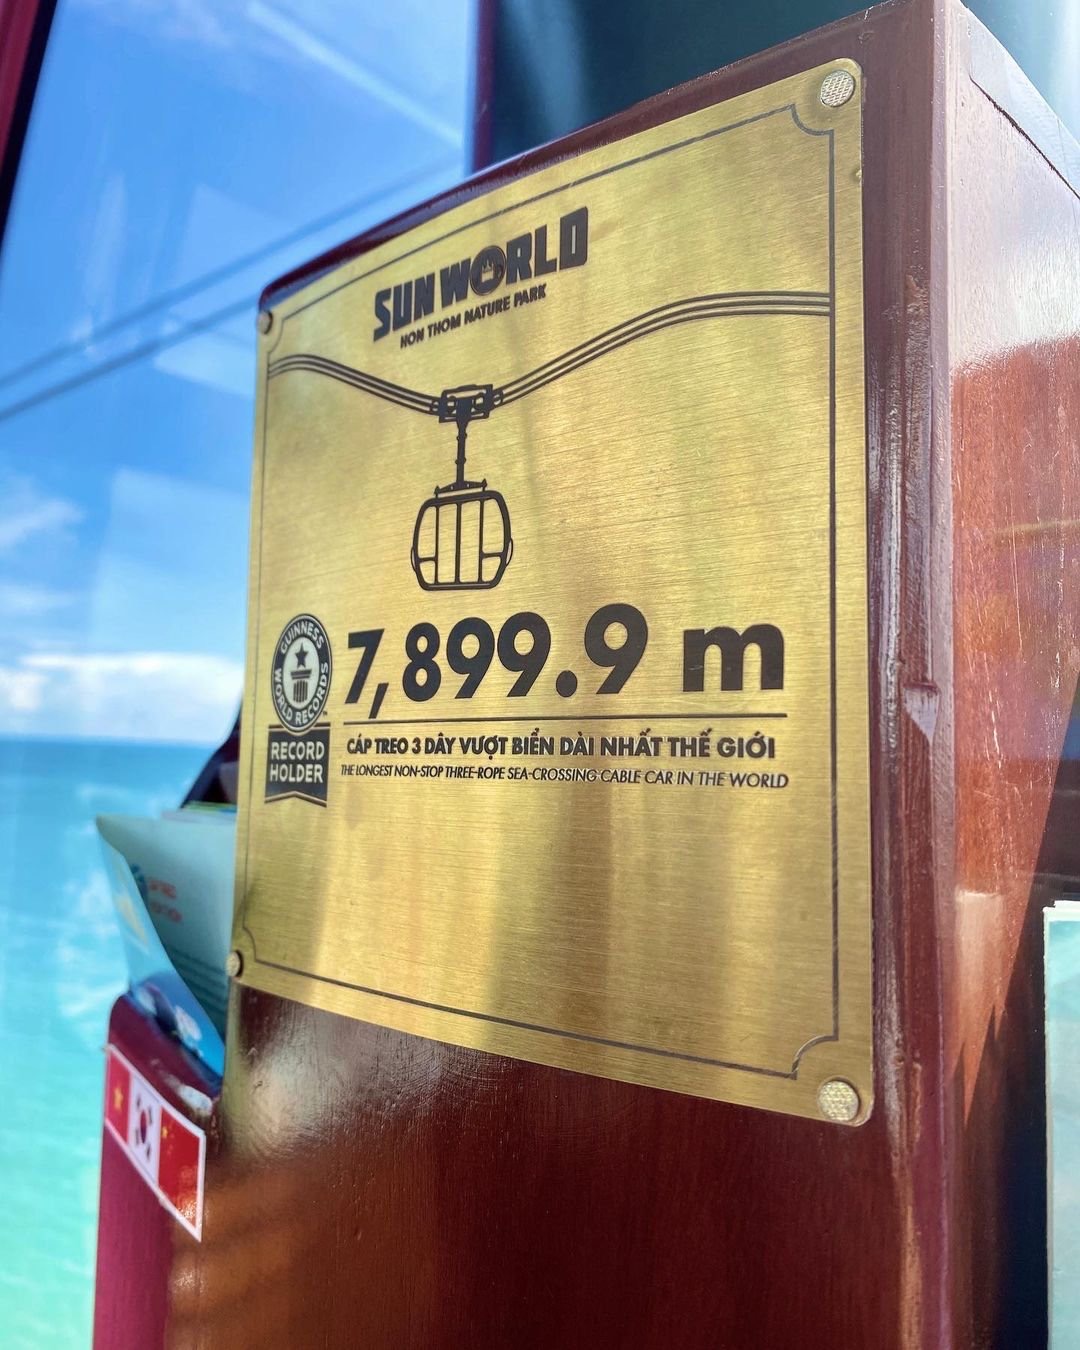 SUN WORLD
HON THOM NATURE PARK
GUINNESS
WORLD RECORDS
RECORD
HOLDER
7,899.9 m
CÁP TREO 3 DÂY VƯỢT BIỂN DÀI NHẤT THẾ GIỚI
THE LONGEST NON-STOP THREE-ROPE SEA-CROSSING CABLE CAR IN THE WORLD